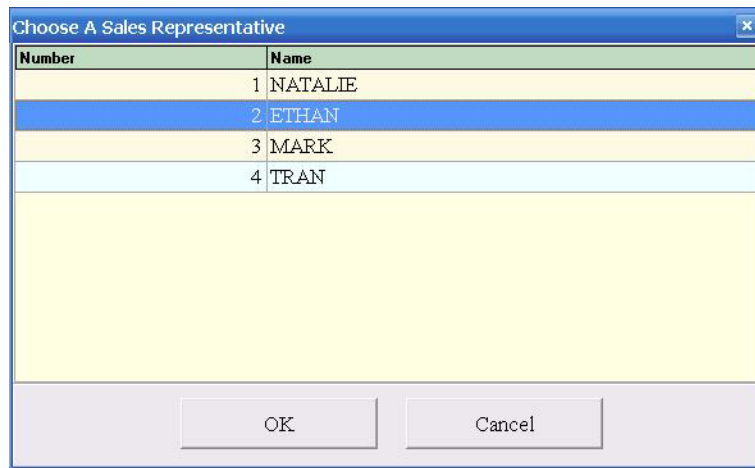 Choose A Sales Representative
Number Name
1 NATALIE
2 ETHAN
3 MARK
4 TRAN
OK Cancel